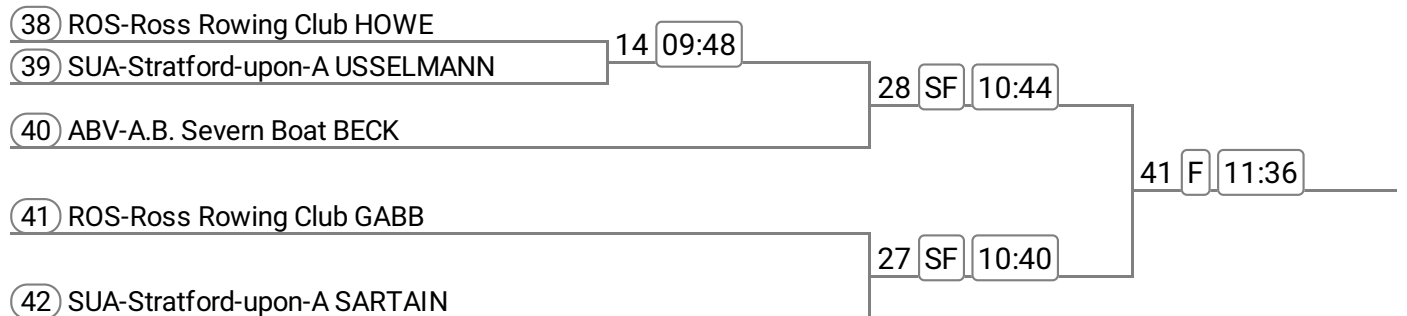 38 ROS-Ross Rowing Club HOWE
14 09:48
39 SUA-Stratford-upon-A USSELMANN
28 SF 10:44
40 ABV-A.B. Severn Boat BECK
41 F 11:36
41 ROS-Ross Rowing Club GABB
27 SF 10:40
42 SUA-Stratford-upon-A SARTAIN